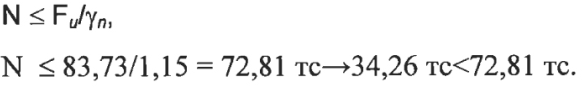 N ≤ Fᵤ/γₙ,
N ≤ 83,73/1,15 = 72,81 тс→34,26 тс<72,81 тс.